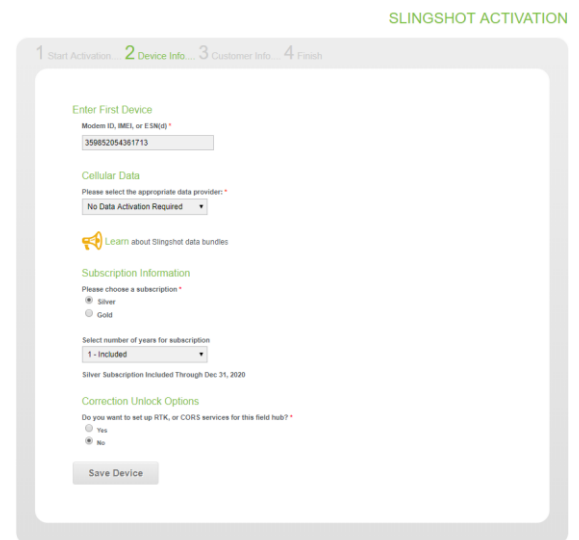 SLINGSHOT ACTIVATION
1 Start Activation... 2 Device Info... 3 Customer Info... 4 Finish
Enter First Device
Modem ID, IMEI, or ESN(d) *
359852054361713
Cellular Data
Please select the appropriate data provider: *
No Data Activation Required
Learn about Slingshot data bundles
Subscription Information
Please choose a subscription *
Silver
Gold
Select number of years for subscription
1 - Included
Silver Subscription Included Through Dec 31, 2020
Correction Unlock Options
Do you want to set up RTK, or CORS services for this field hub? *
Yes
No
Save Device